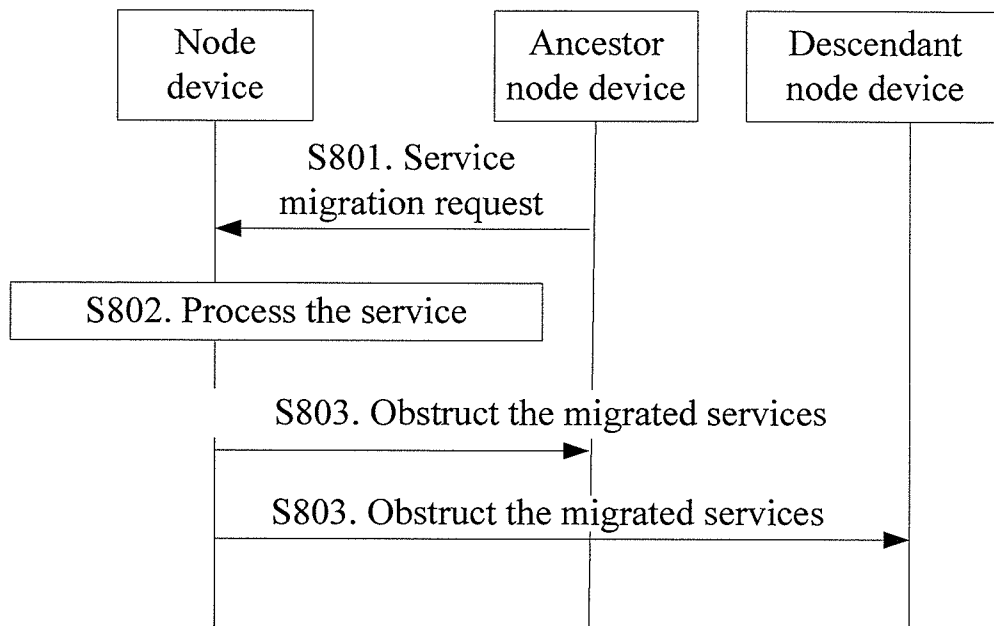 Node
device
Ancestor
node device
Descendant
node device
S801. Service
migration request
S802. Process the service
S803. Obstruct the migrated services
S803. Obstruct the migrated services